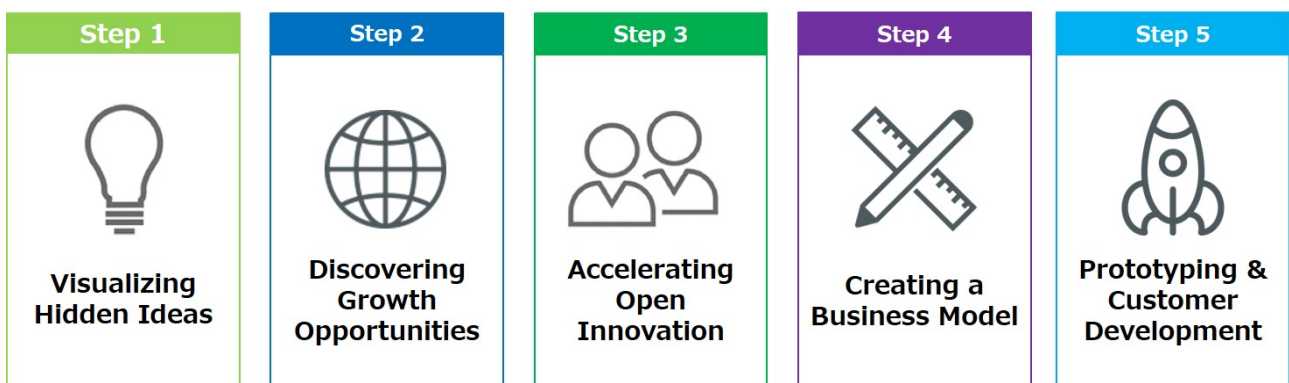 Step 1
Visualizing
Hidden Ideas
Step 2
Discovering
Growth
Opportunities
Step 3
Accelerating
Open
Innovation
Step 4
Creating a
Business Model
Step 5
Prototyping &
Customer
Development